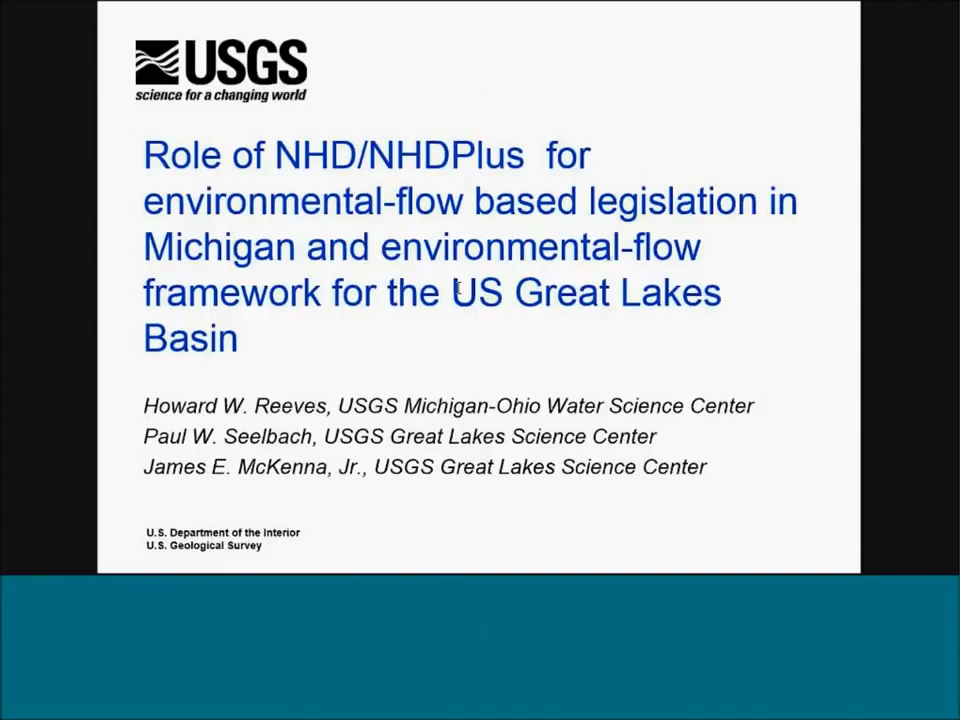 USGS
science for a changing world
Role of NHD/NHDPlus for
environmental-flow based legislation in
Michigan and environmental-flow
framework for the US Great Lakes
Basin
Howard W. Reeves, USGS Michigan-Ohio Water Science Center
Paul W. Seelbach, USGS Great Lakes Science Center
James E. McKenna, Jr., USGS Great Lakes Science Center
U.S. Department of the Interior
U.S. Geological Survey